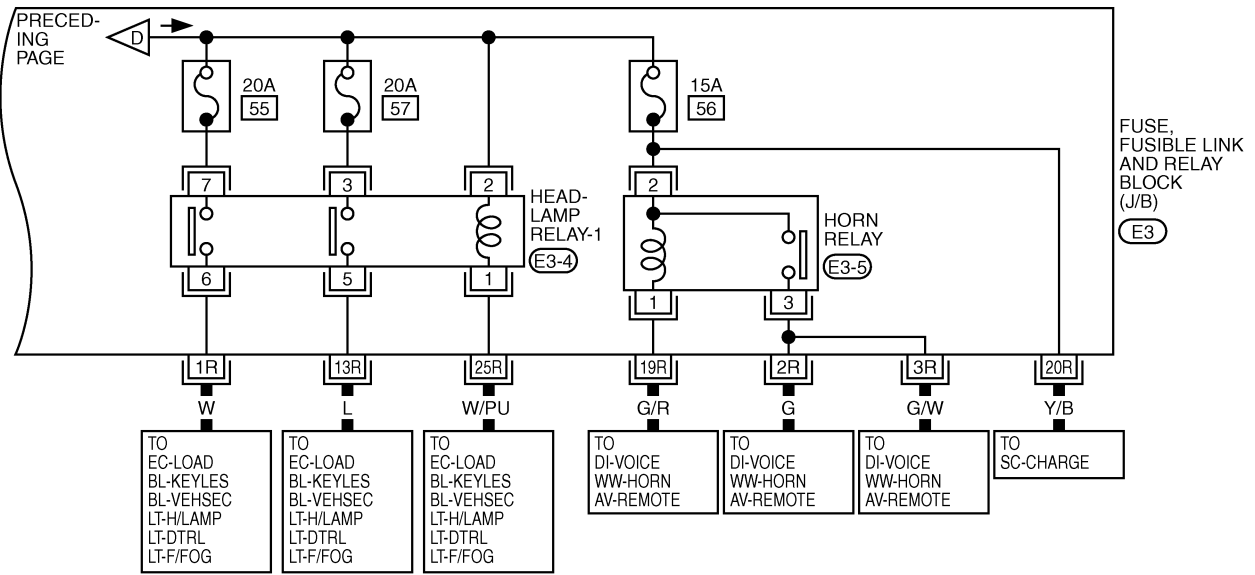 PRECED-
ING
PAGE
D
20A
55
20A
57
15A
56
FUSE,
FUSIBLE LINK
AND RELAY
BLOCK
(J/B)
E3
7
3
2
HEAD-
LAMP
RELAY-1
E3-4
6
5
1
2
HORN
RELAY
E3-5
1
3
1R
13R
25R
19R
2R
3R
20R
W
L
W/PU
G/R
G
G/W
Y/B
TO
EC-LOAD
BL-KEYLES
BL-VEHSEC
LT-H/LAMP
LT-DTRL
LT-F/FOG
TO
EC-LOAD
BL-KEYLES
BL-VEHSEC
LT-H/LAMP
LT-DTRL
LT-F/FOG
TO
EC-LOAD
BL-KEYLES
BL-VEHSEC
LT-H/LAMP
LT-DTRL
LT-F/FOG
TO
DI-VOICE
WW-HORN
AV-REMOTE
TO
DI-VOICE
WW-HORN
AV-REMOTE
TO
DI-VOICE
WW-HORN
AV-REMOTE
TO
SC-CHARGE